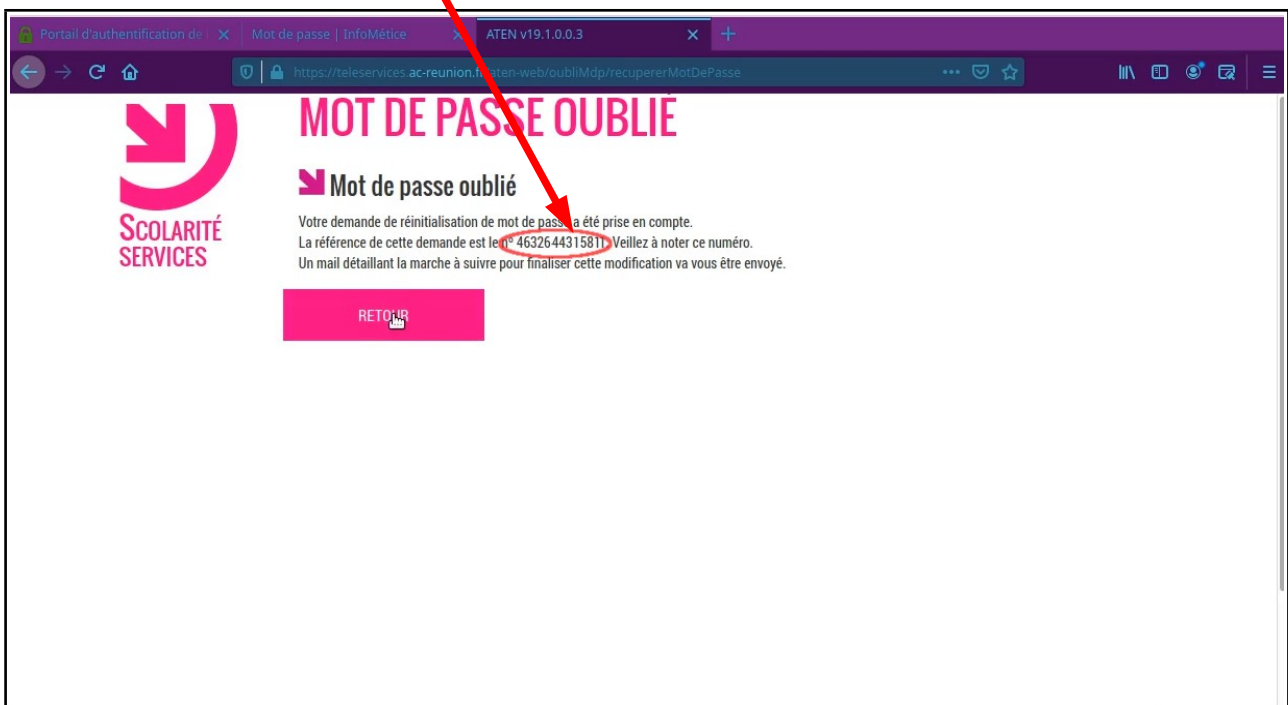 Portail d'authentification de l
Mot de passe | InfoMétice
ATEN v19.1.0.0.3
https://teleservices.ac-reunion.fr/aten-web/oubliMdp/recupererMotDePasse
MOT DE PASSE OUBLIÉ
SCOLARITÉ
SERVICES
Mot de passe oublié
Votre demande de réinitialisation de mot de passe a été prise en compte.
La référence de cette demande est le n° 4632644315811. Veillez à noter ce numéro.
Un mail détaillant la marche à suivre pour finaliser cette modification va vous être envoyé.
RETOUR